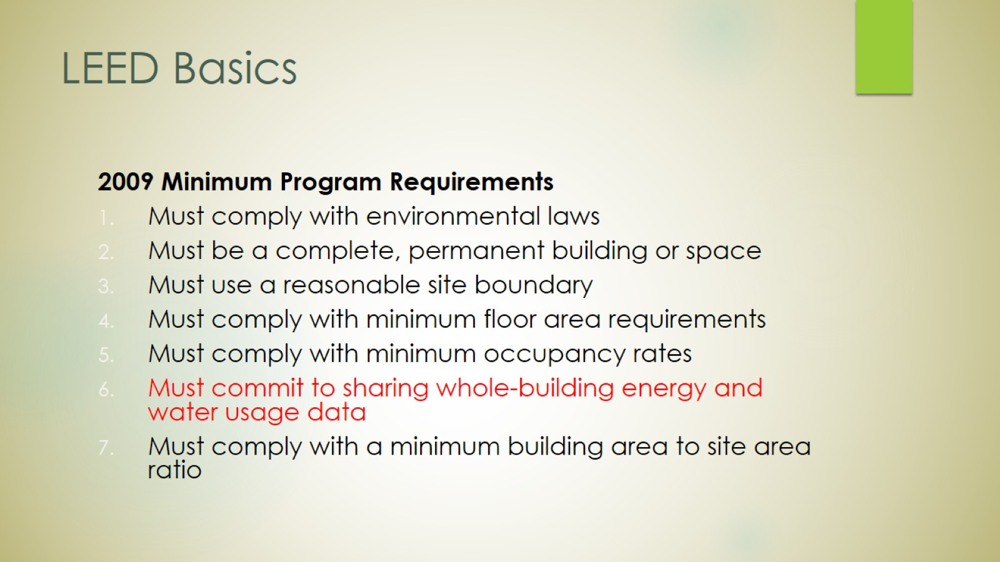 LEED Basics
2009 Minimum Program Requirements
1. Must comply with environmental laws
2. Must be a complete, permanent building or space
3. Must use a reasonable site boundary
4. Must comply with minimum floor area requirements
5. Must comply with minimum occupancy rates
6. Must commit to sharing whole-building energy and
water usage data
7. Must comply with a minimum building area to site area
ratio